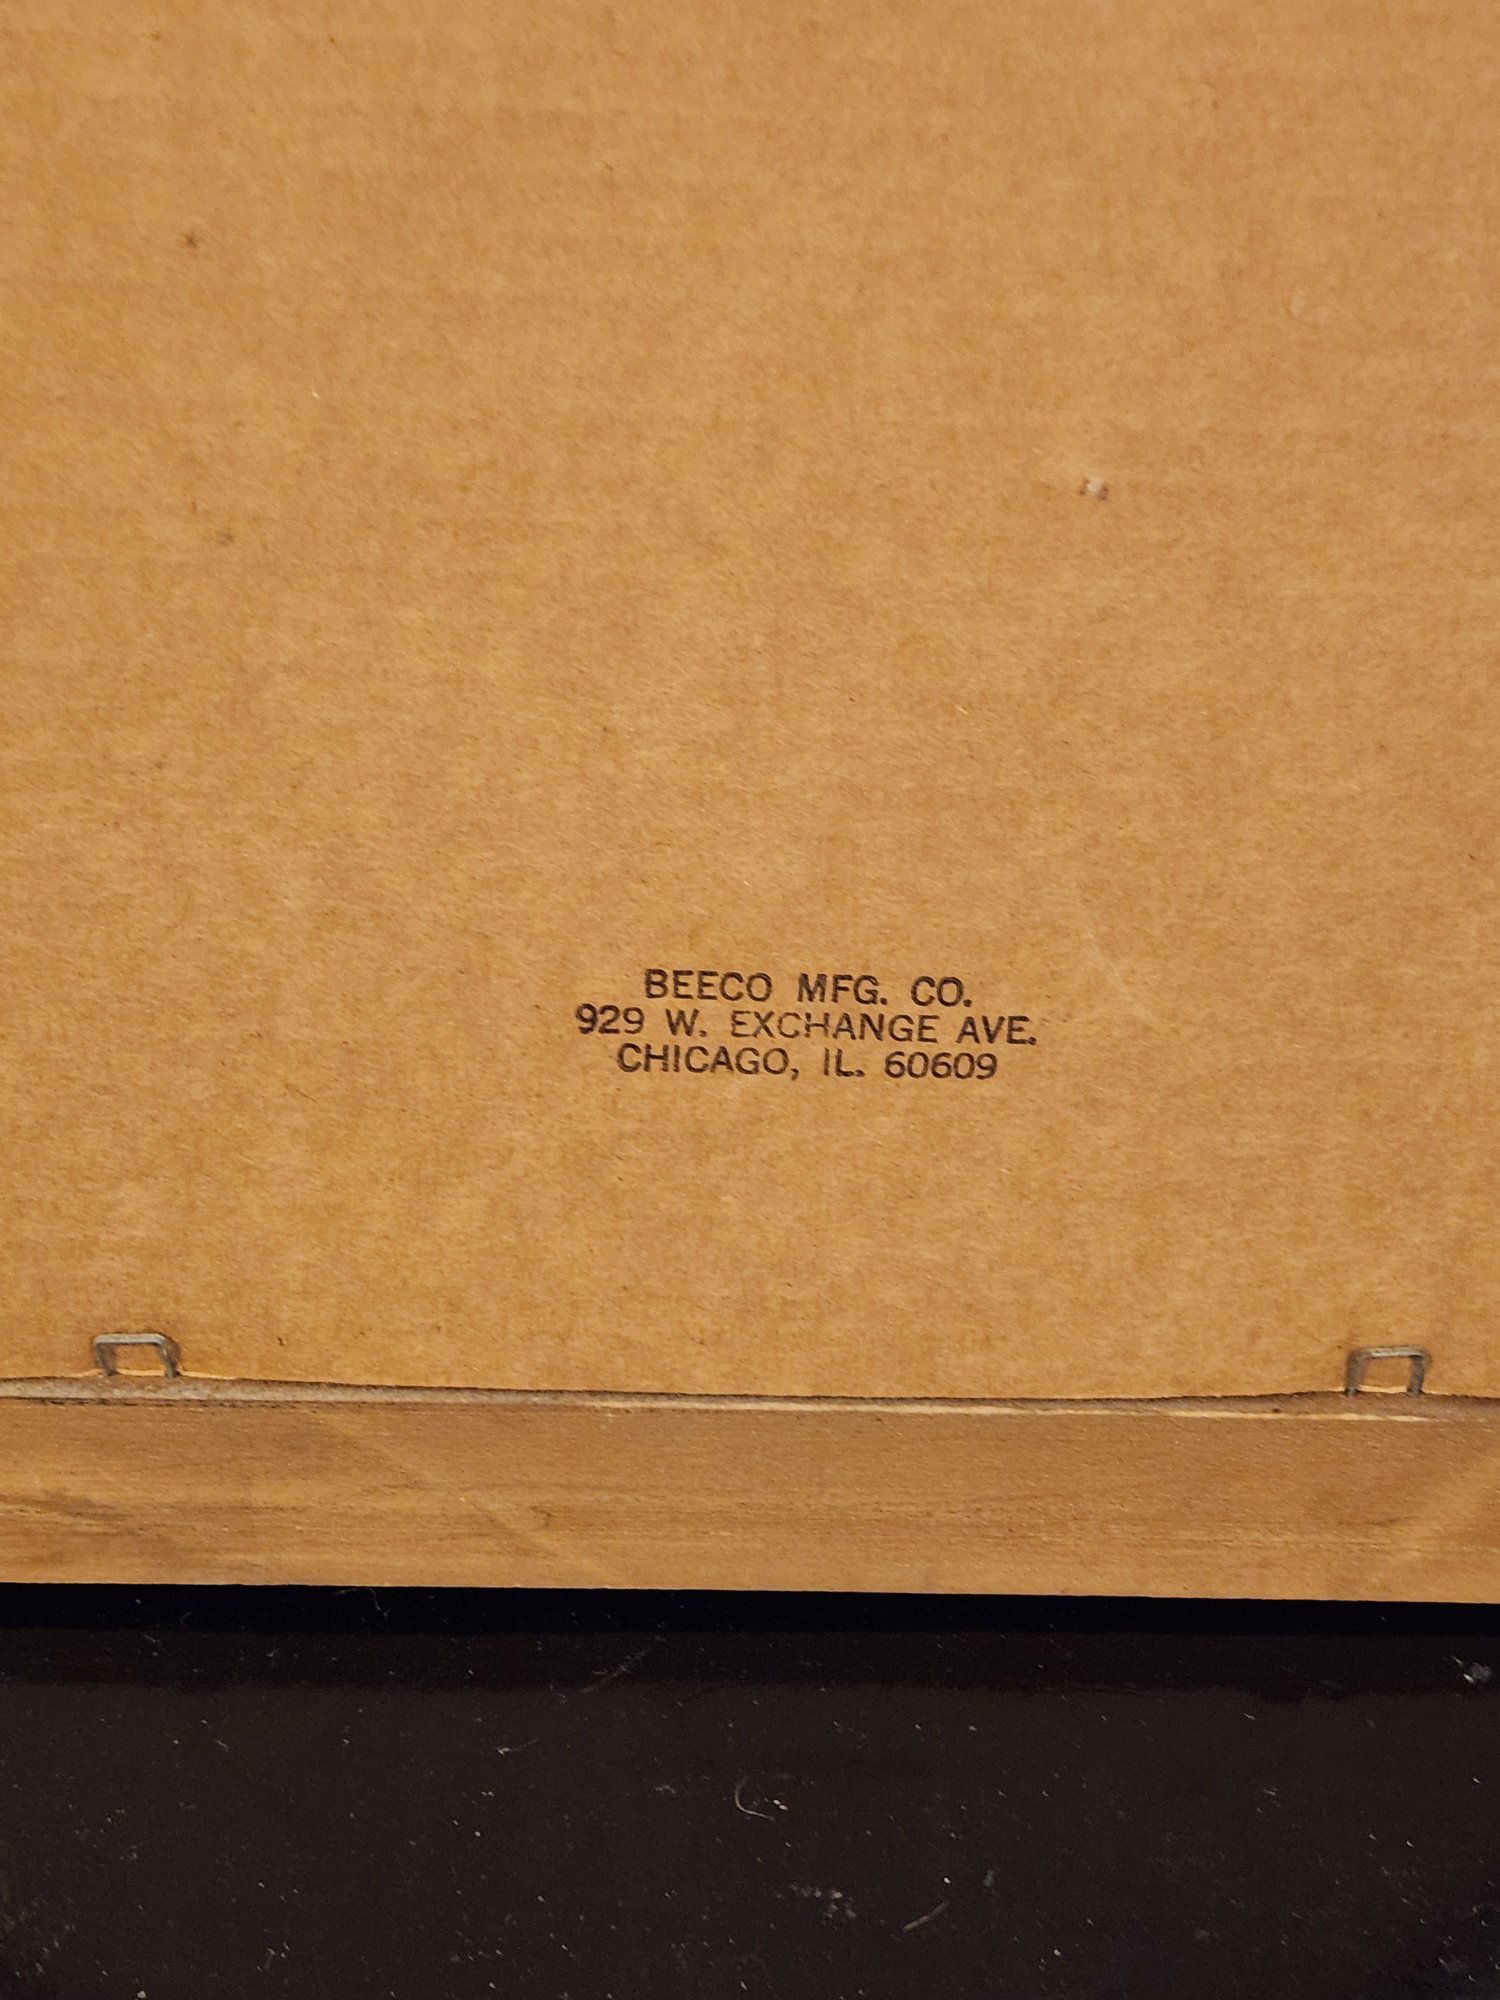 BEECO MFG. CO.
929 W. EXCHANGE AVE.
CHICAGO, IL. 60609